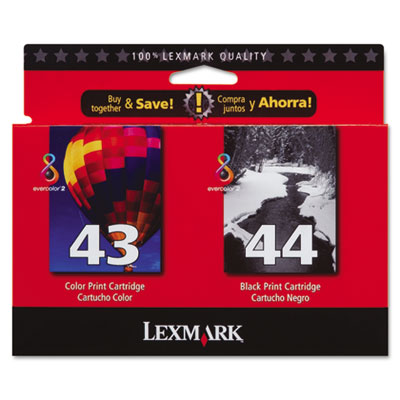 100% LEXMARK QUALITY
Buy together & Save! ! Compra juntos y Ahorra!
evercolor 2
43
Color Print Cartridge
Cartucho Color
evercolor 2
44
Black Print Cartridge
Cartucho Negro
LEXMARK